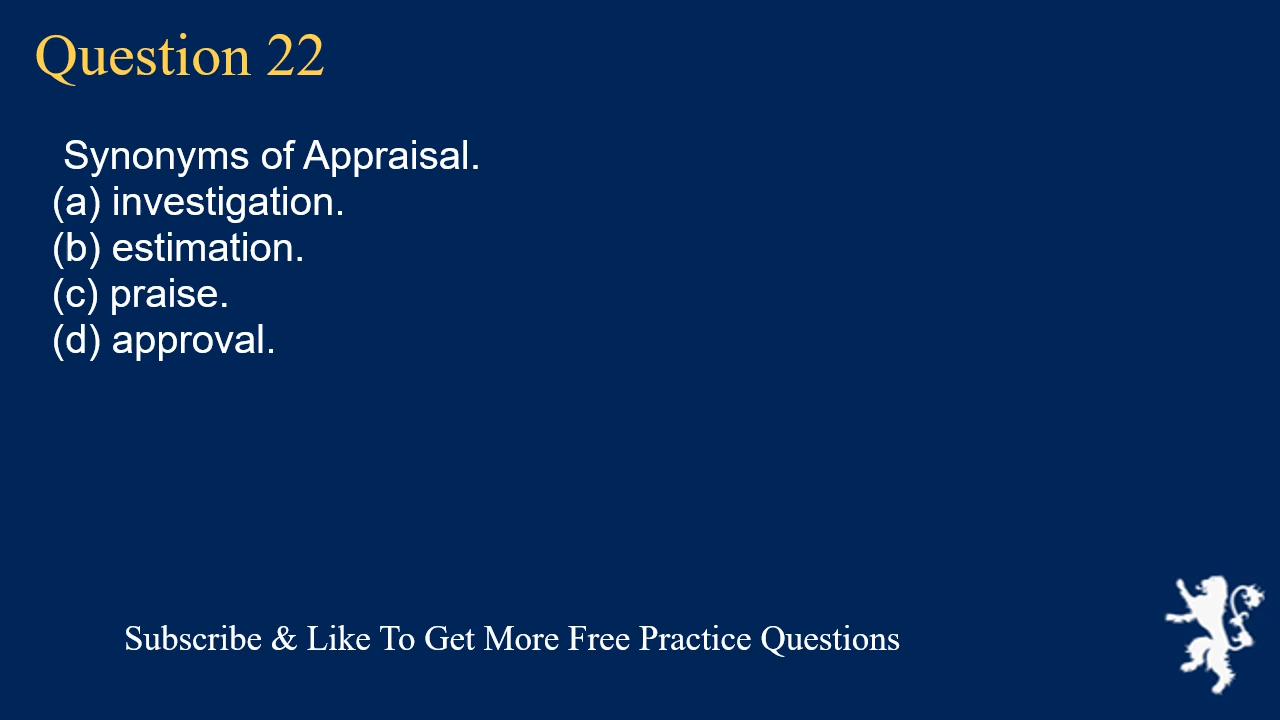 Question 22
Synonyms of Appraisal.
(a) investigation.
(b) estimation.
(c) praise.
(d) approval.
Subscribe & Like To Get More Free Practice Questions